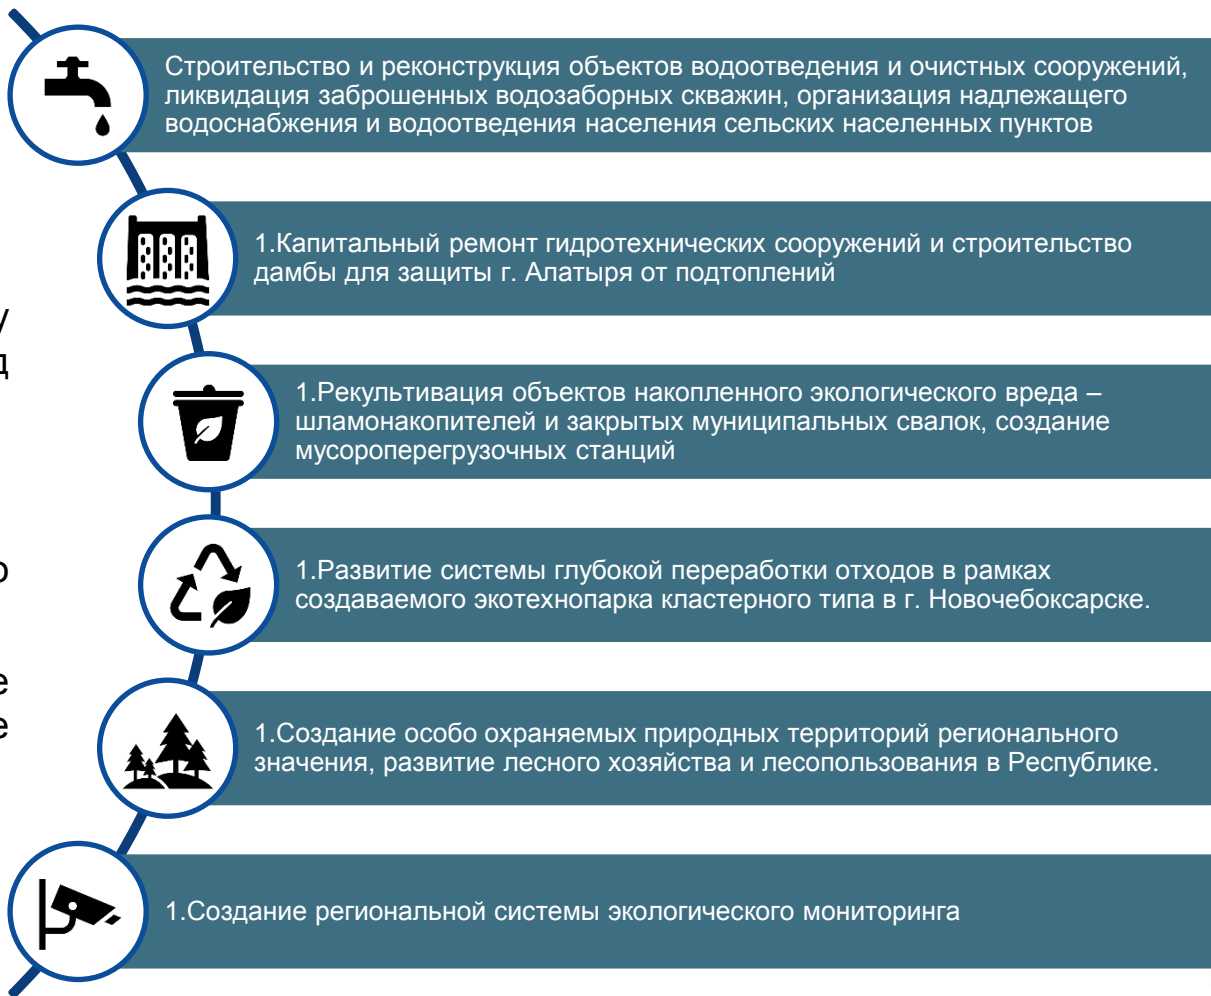 Строительство и реконструкция объектов водоотведения и очистных сооружений,
ликвидация заброшенных водозаборных скважин, организация надлежащего
водоснабжения и водоотведения населения сельских населенных пунктов
1.Капитальный ремонт гидротехнических сооружений и строительство
дамбы для защиты г. Алатыря от подтоплений
1.Рекультивация объектов накопленного экологического вреда –
шламонакопителей и закрытых муниципальных свалок, создание
мусороперегрузочных станций
1.Развитие системы глубокой переработки отходов в рамках
создаваемого экотехнопарка кластерного типа в г. Новочебоксарске.
1.Создание особо охраняемых природных территорий регионального
значения, развитие лесного хозяйства и лесопользования в Республике.
1.Создание региональной системы экологического мониторинга